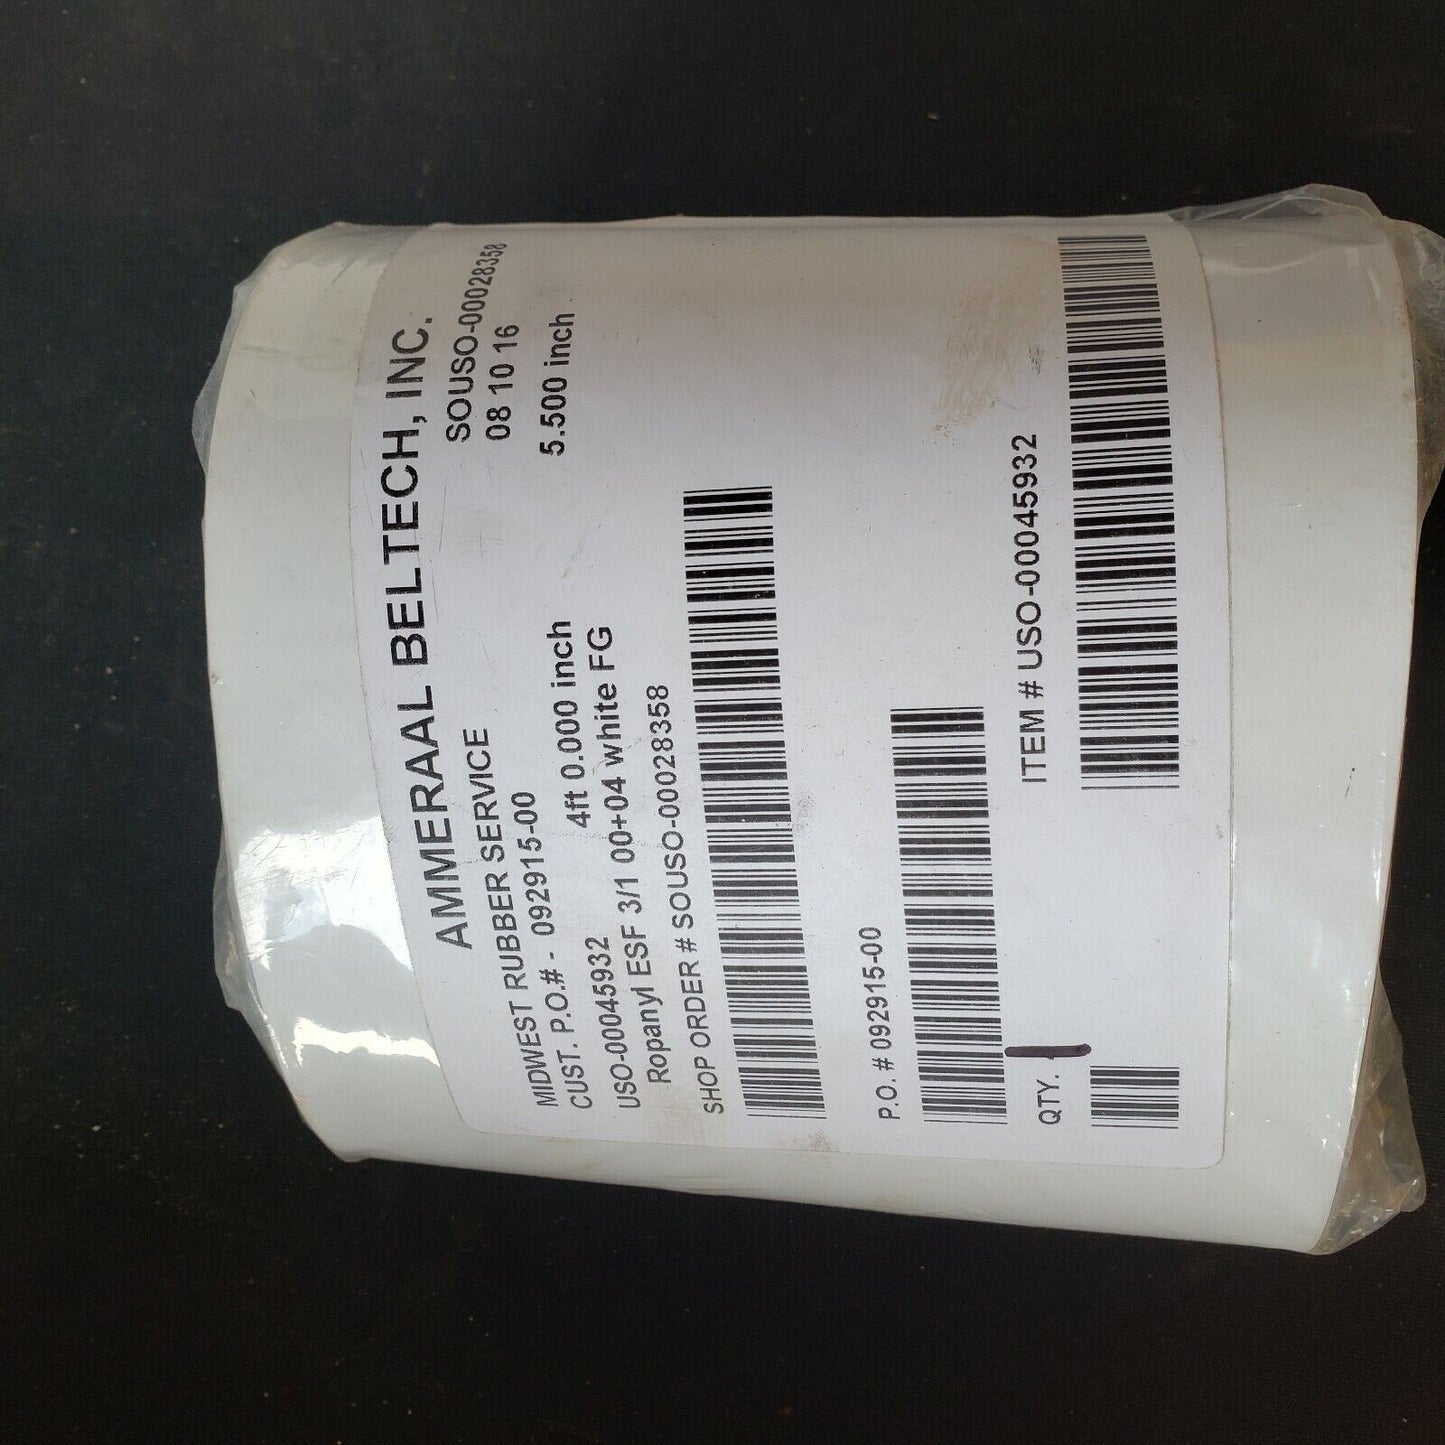 AMMERAAL BELTECH, INC.
MIDWEST RUBBER SERVICE SOUSO-00028358
CUST. P.O.# - 092915-00 08 10 16
4ft 0.000 inch 5.500 inch
USO-00045932
Ropanyl ESF 3/1 00+04 white FG
SHOP ORDER # SOUSO-00028358
P.O. # 092915-00
QTY. 1 ITEM # USO-00045932